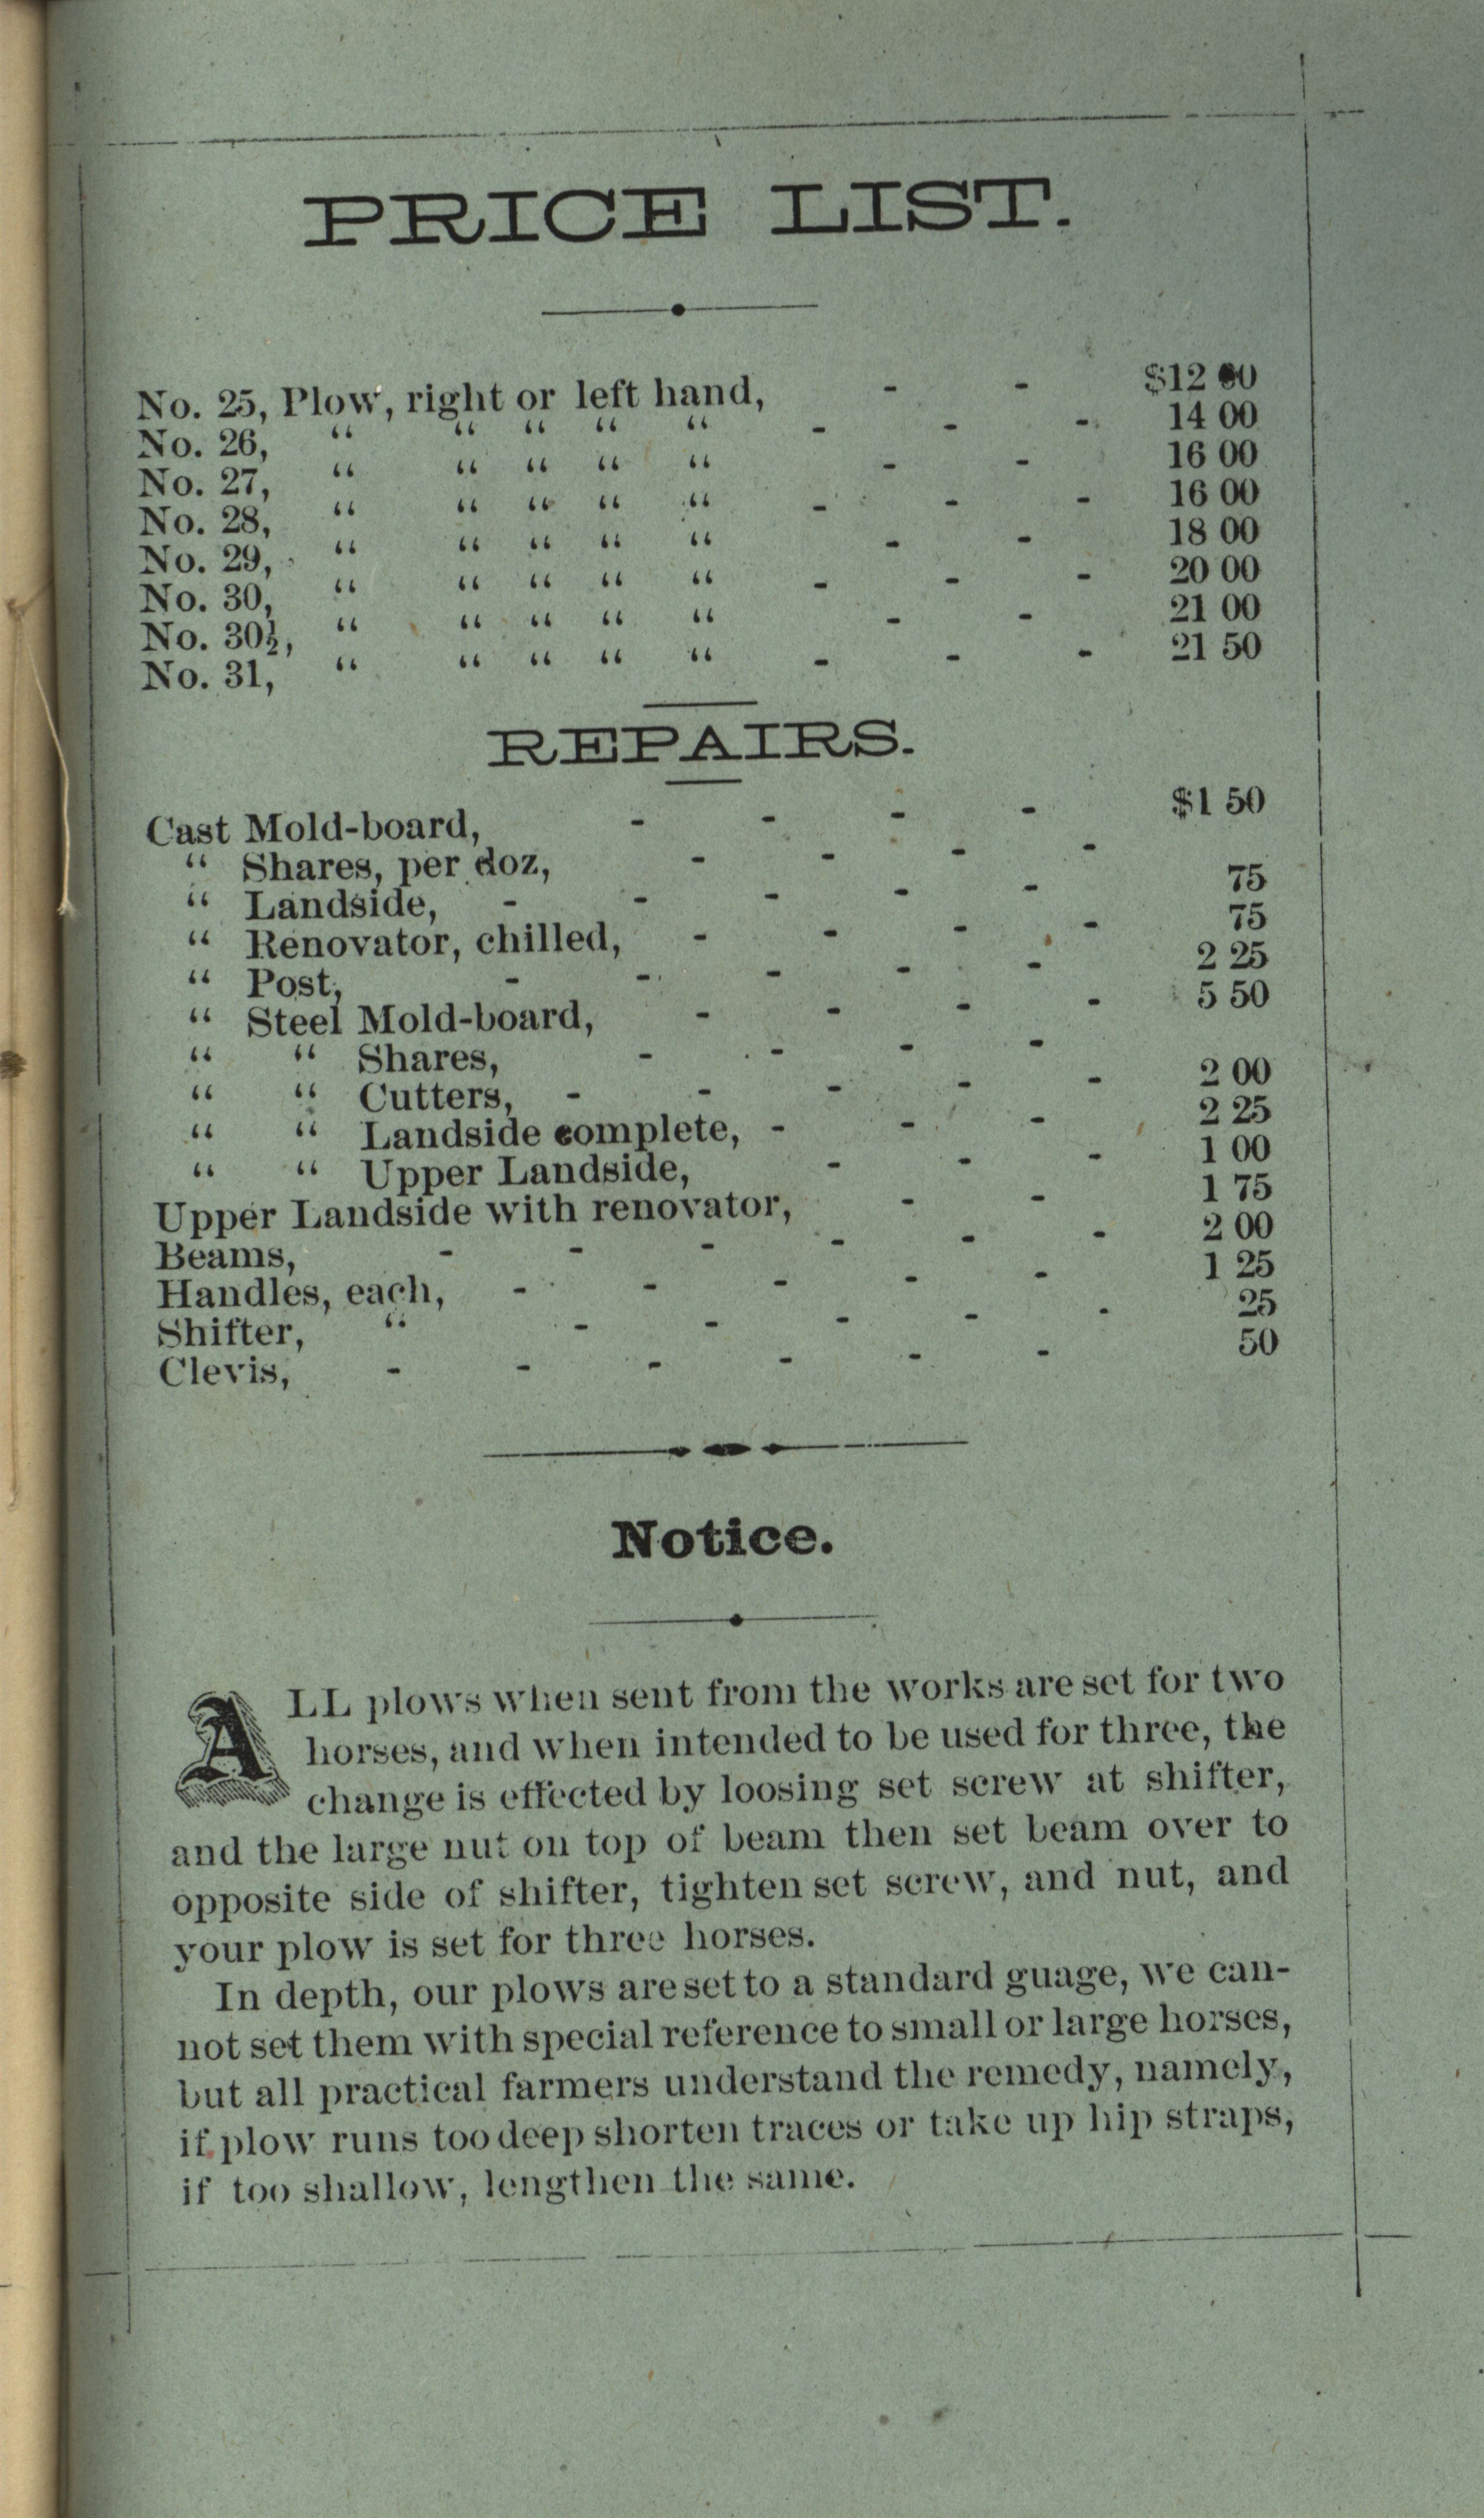 PRICE LIST.
No. 25, Plow, right or left hand, - - $12 00
No. 26, “ “ “ “ “ - - - 14 00
No. 27, “ “ “ “ “ - - 16 00
No. 28, “ “ “ “ “ - - - 16 00
No. 29, “ “ “ “ “ - - 18 00
No. 30, “ “ “ “ “ - - - 20 00
No. 30½, “ “ “ “ “ - - 21 00
No. 31, “ “ “ “ “ - - - 21 50
REPAIRS.
Cast Mold-board, - - - - $1 50
“ Shares, per doz, - - - -
“ Landside, - - - - - 75
“ Renovator, chilled, - - - - 75
“ Post, - - - - - 2 25
“ Steel Mold-board, - - - - 5 50
“ “ Shares, - - - -
“ “ Cutters, - - - - - 2 00
“ “ Landside complete, - - - 2 25
“ “ Upper Landside, - - - 1 00
Upper Landside with renovator, - - 1 75
Beams, - - - - - - 2 00
Handles, each, - - - - - 1 25
Shifter, “ - - - - - 25
Clevis, - - - - - - 50
Notice.
ALL plows when sent from the works are set for two
horses, and when intended to be used for three, the
change is effected by loosing set screw at shifter,
and the large nut on top of beam then set beam over to
opposite side of shifter, tighten set screw, and nut, and
your plow is set for three horses.
In depth, our plows are set to a standard guage, we can-
not set them with special reference to small or large horses,
but all practical farmers understand the remedy, namely,
if plow runs too deep shorten traces or take up hip straps,
if too shallow, lengthen the same.